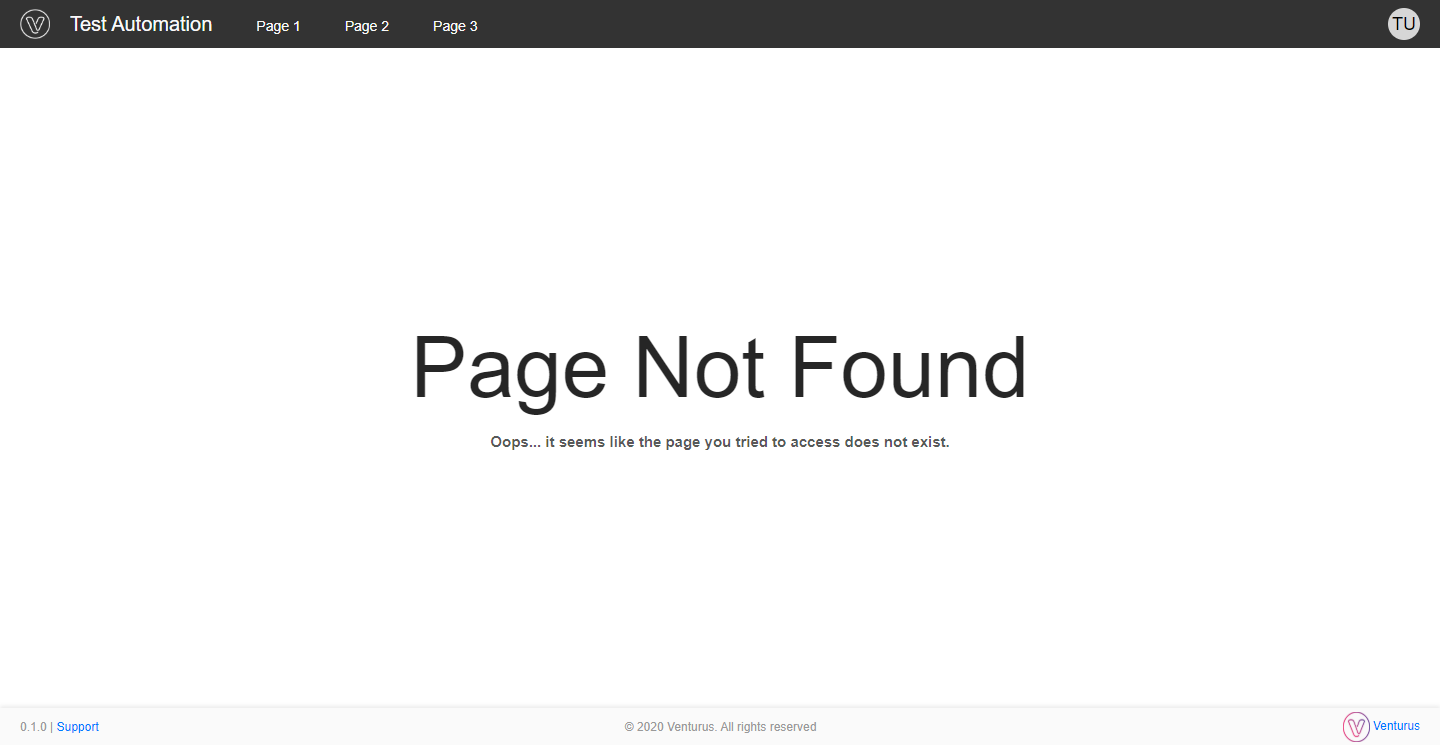 Test Automation Page 1 Page 2 Page 3 TU
Page Not Found
Oops... it seems like the page you tried to access does not exist.
0.1.0 | Support © 2020 Venturus. All rights reserved Venturus